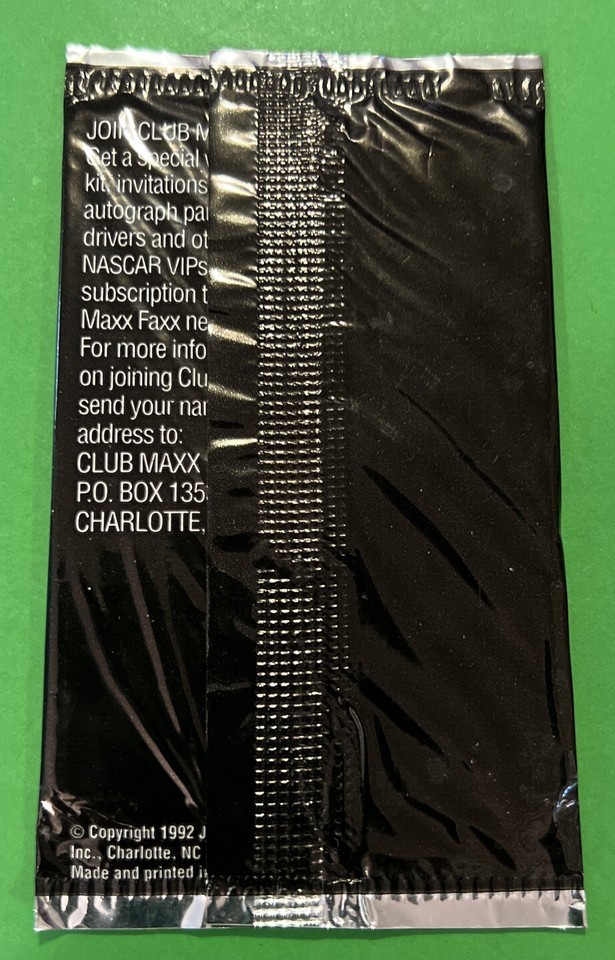 JOIN CLUB M
Get a special
kit, invitations
autograph par
drivers and ot
NASCAR VIPs
subscription t
Maxx Faxx ne
For more info
on joining Clu
send your nar
address to:
CLUB MAXX
P.O. BOX 135
CHARLOTTE,
© Copyright 1992 J
Inc., Charlotte, NC
Made and printed i